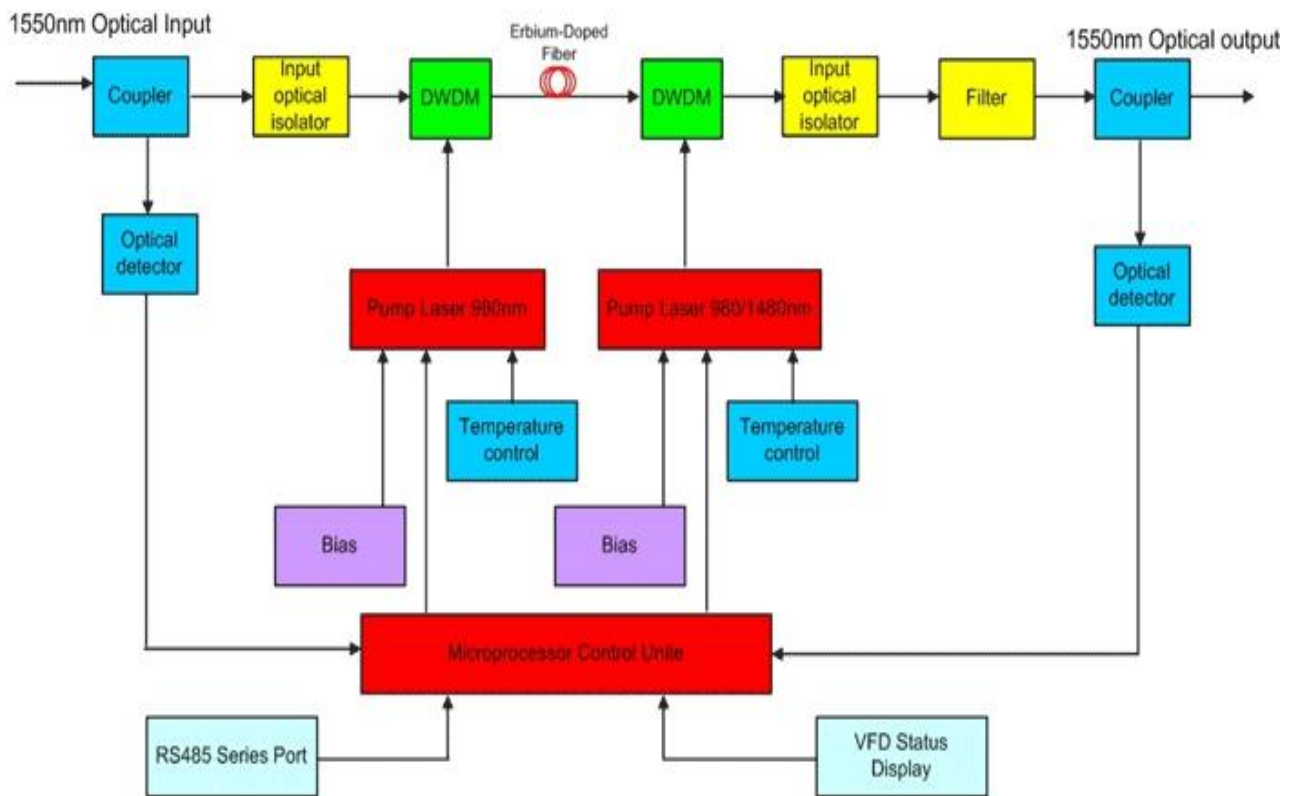 1550nm Optical Input
Erbium-Doped
Fiber
1550nm Optical output
Coupler
Input
optical
isolator
DWDM
DWDM
Input
optical
isolator
Filter
Coupler
Optical
detector
Optical
detector
Pump Laser 980nm
Pump Laser 980/1480nm
Temperature
control
Temperature
control
Bias
Bias
Microprocessor Control Unite
RS485 Series Port
VFD Status
Display